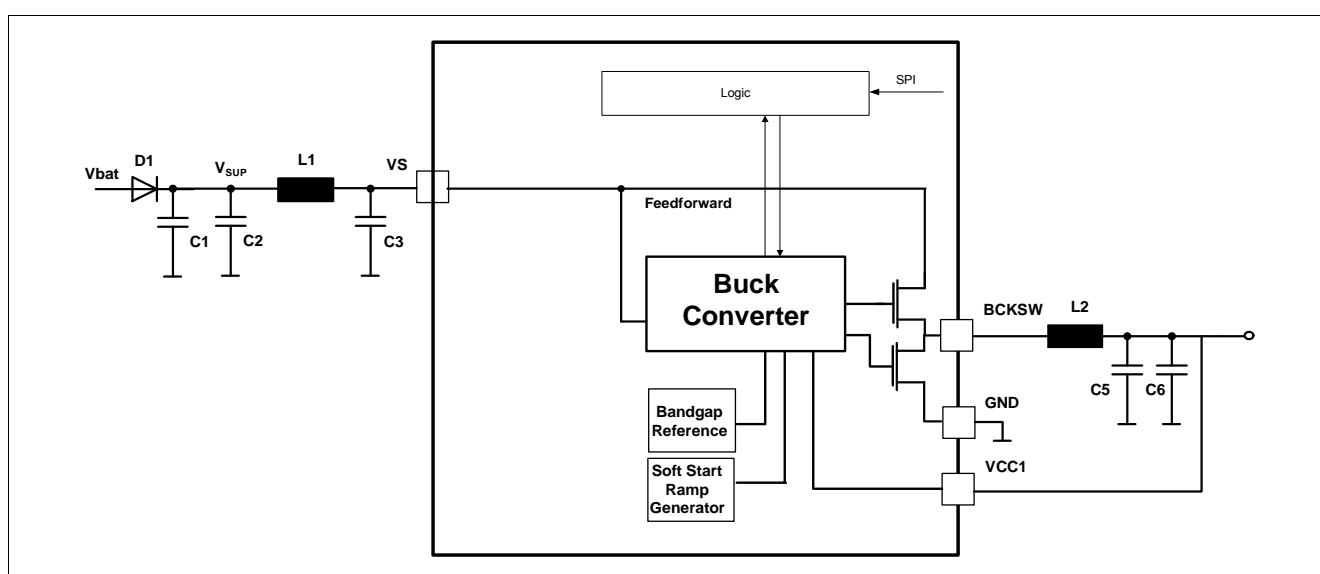 SPI
Logic
D1
V_SUP
L1
VS
Vbat
Feedforward
C1
C2
C3
Buck
Converter
BCKSW
L2
C5
C6
GND
Bandgap
Reference
VCC1
Soft Start
Ramp
Generator